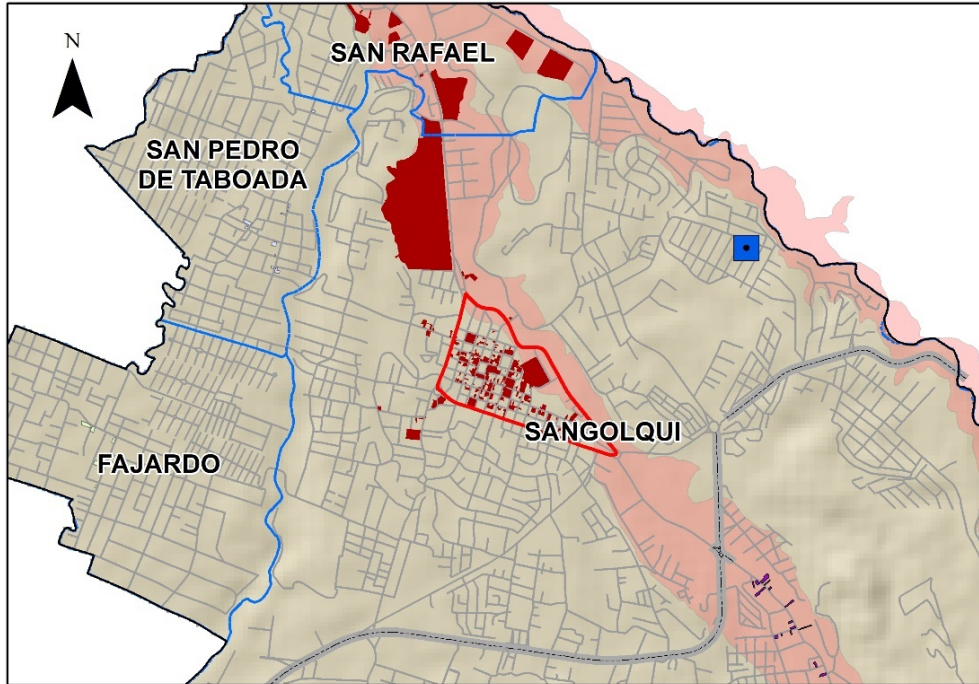 N
SAN RAFAEL
SAN PEDRO
DE TABOADA
SANGOLQUI
FAJARDO